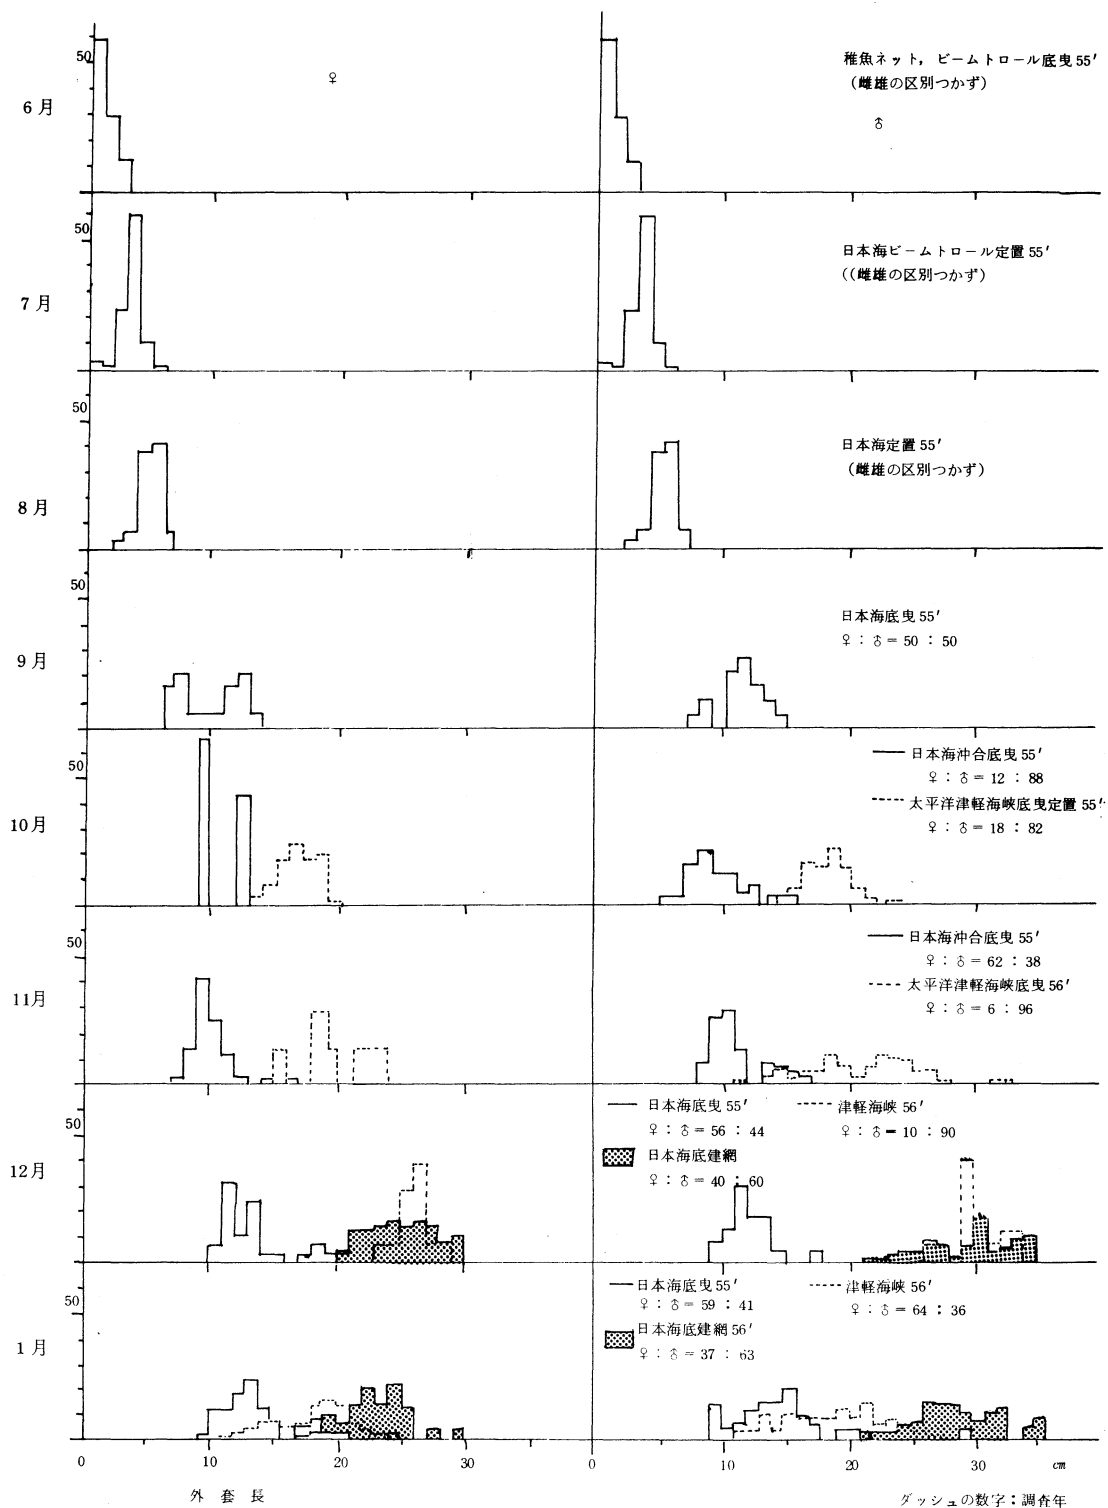 50
6月
♀
稚魚ネット，ビームトロール底曳55′
（雌雄の区別つかず）
♂
50
7月
日本海ビームトロール定置55′
（（雌雄の区別つかず）
50
8月
日本海定置55′
（雌雄の区別つかず）
50
9月
日本海底曳55′
♀：♂＝50：50
50
10月
日本海沖合底曳55′
♀：♂＝12：88
太平洋津軽海峡底曳定置55′
♀：♂＝18：82
50
11月
日本海沖合底曳55′
♀：♂＝62：38
太平洋津軽海峡底曳56′
♀：♂＝6：96
50
12月
日本海底曳55′
♀：♂＝56：44
津軽海峡56′
♀：♂＝10：90
日本海底建網
♀：♂＝40：60
50
1月
日本海底曳55′
♀：♂＝59：41
津軽海峡56′
♀：♂＝64：36
日本海底建網56′
♀：♂＝37：63
0 10 20 30 0 10 20 30 cm
外套長
ダッシュの数字：調査年